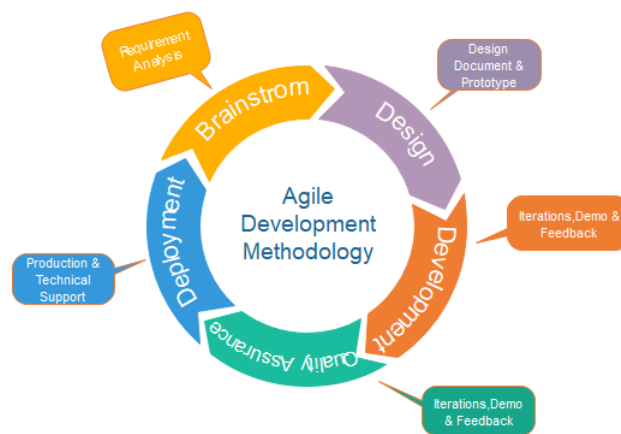 Requirement
Analysis
Brainstrom
Design
Document &
Prototype
Design
Agile
Development
Methodology
Iterations,Demo
& Feedback
Development
Deployment
Production &
Technical
Support
Quality Assurance
Iterations,Demo
& Feedback